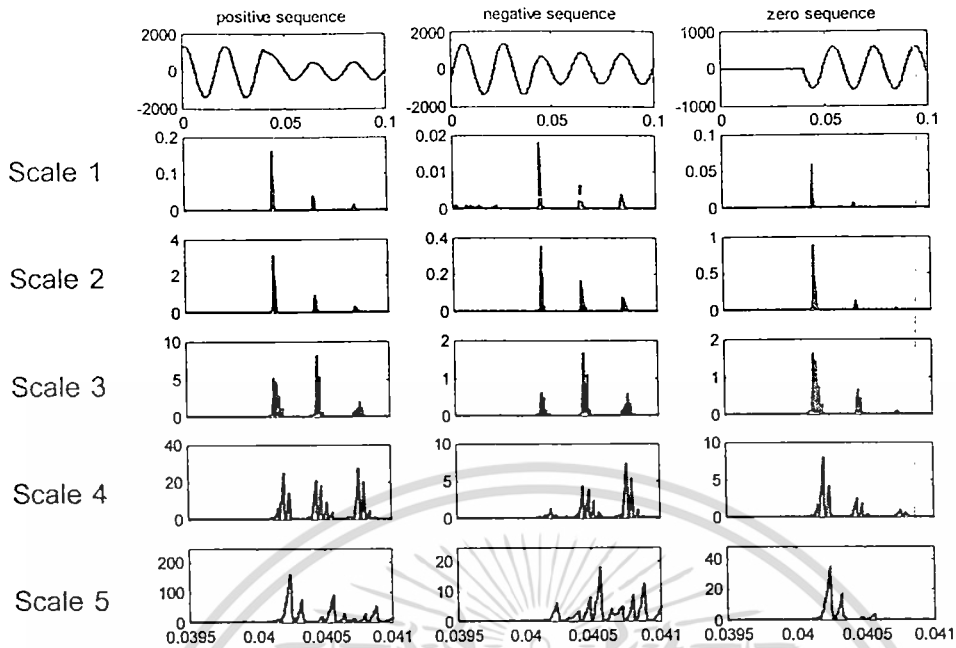 positive sequence negative sequence zero sequence
2000 2000 1000
0 0 0
-2000 -2000 -1000
0 0.05 0.1 0 0.05 0.1 0 0.05 0.1
Scale 1
0.2 0.02 0.1
0.1 0.01 0.05
0 0 0
Scale 2
4 0.4 1
2 0.2 0.5
0 0 0
Scale 3
10 2 2
5 1 1
0 0 0
Scale 4
40 10 10
20 5 5
0 0 0
Scale 5
200 20 40
100 10 20
0 0 0
0.0395 0.04 0.0405 0.041 0.0395 0.04 0.0405 0.041 0.0395 0.04 0.0405 0.041